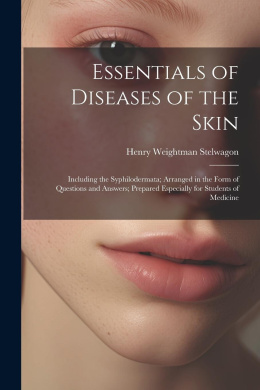 Essentials of
Diseases of the
Skin
Henry Weightman Stelwagon
Including the Syphilodermata; Arranged in the Form of
Questions and Answers; Prepared Especially for Students of
Medicine